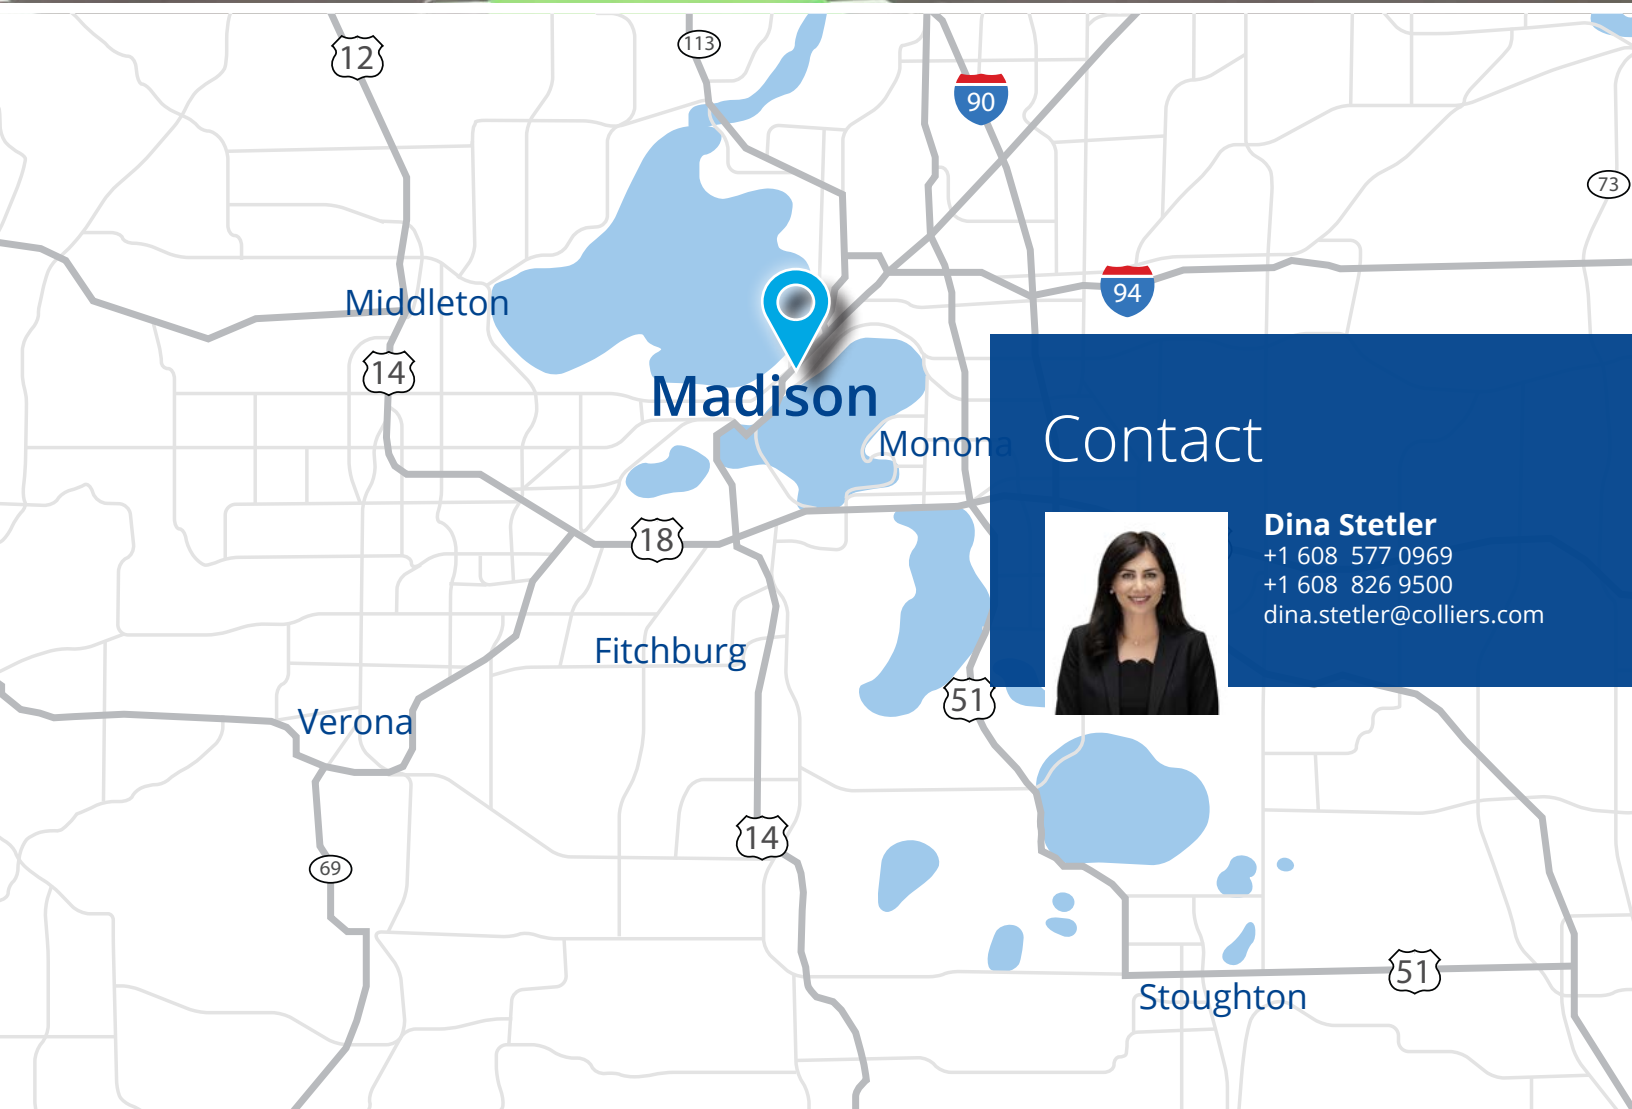 12
113
90
73
94
Middleton
14
Madison
Monona
Contact
18
Dina Stetler
+1 608  577 0969
+1 608  826 9500
dina.stetler@colliers.com
Fitchburg
51
Verona
14
69
51
Stoughton